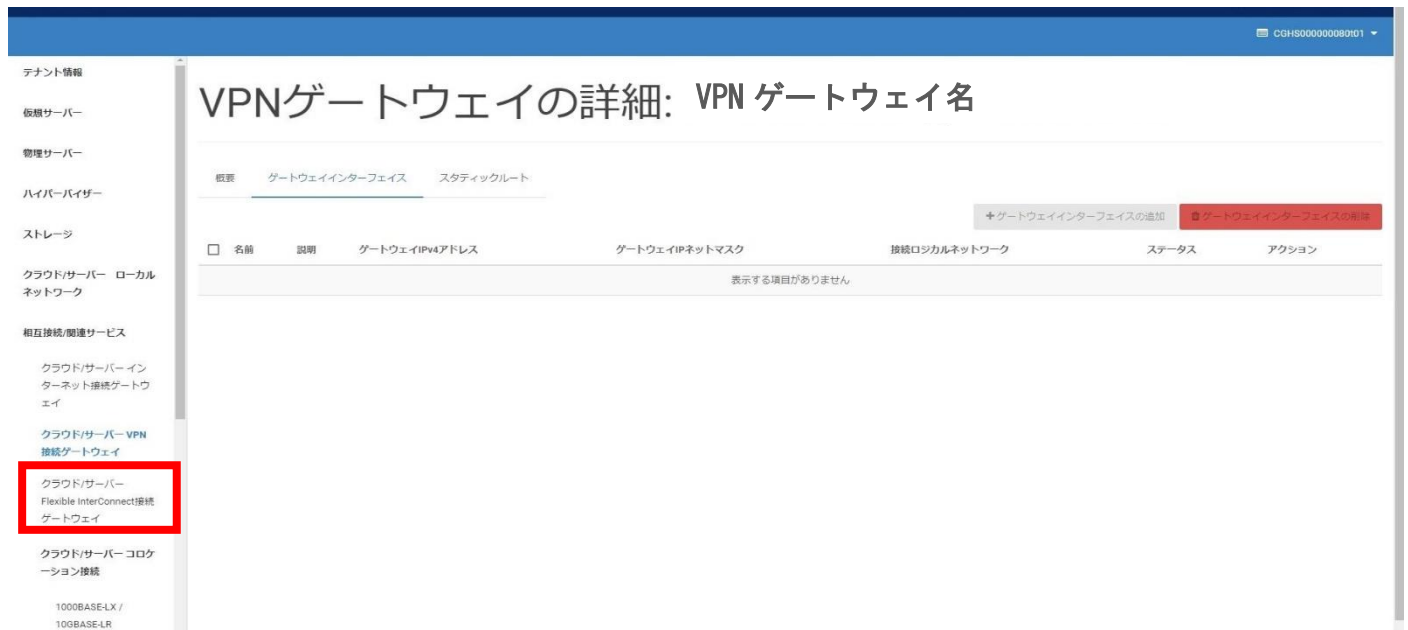 CGHS000000080t01
テナント情報
仮想サーバー
物理サーバー
ハイパーバイザー
ストレージ
クラウド/サーバー ローカル
ネットワーク
相互接続/関連サービス
クラウド/サーバー イン
ターネット接続ゲートウ
ェイ
クラウド/サーバー VPN
接続ゲートウェイ
クラウド/サーバー
Flexible InterConnect接続
ゲートウェイ
クラウド/サーバー コロケ
ーション接続
1000BASE-LX /
10GBASE-LR
VPNゲートウェイの詳細: VPN ゲートウェイ名
概要 ゲートウェイインターフェイス スタティックルート
+ゲートウェイインターフェイスの追加 ゲートウェイインターフェイスの削除
名前 説明 ゲートウェイIPv4アドレス ゲートウェイIPネットマスク 接続ロジカルネットワーク ステータス アクション
表示する項目がありません